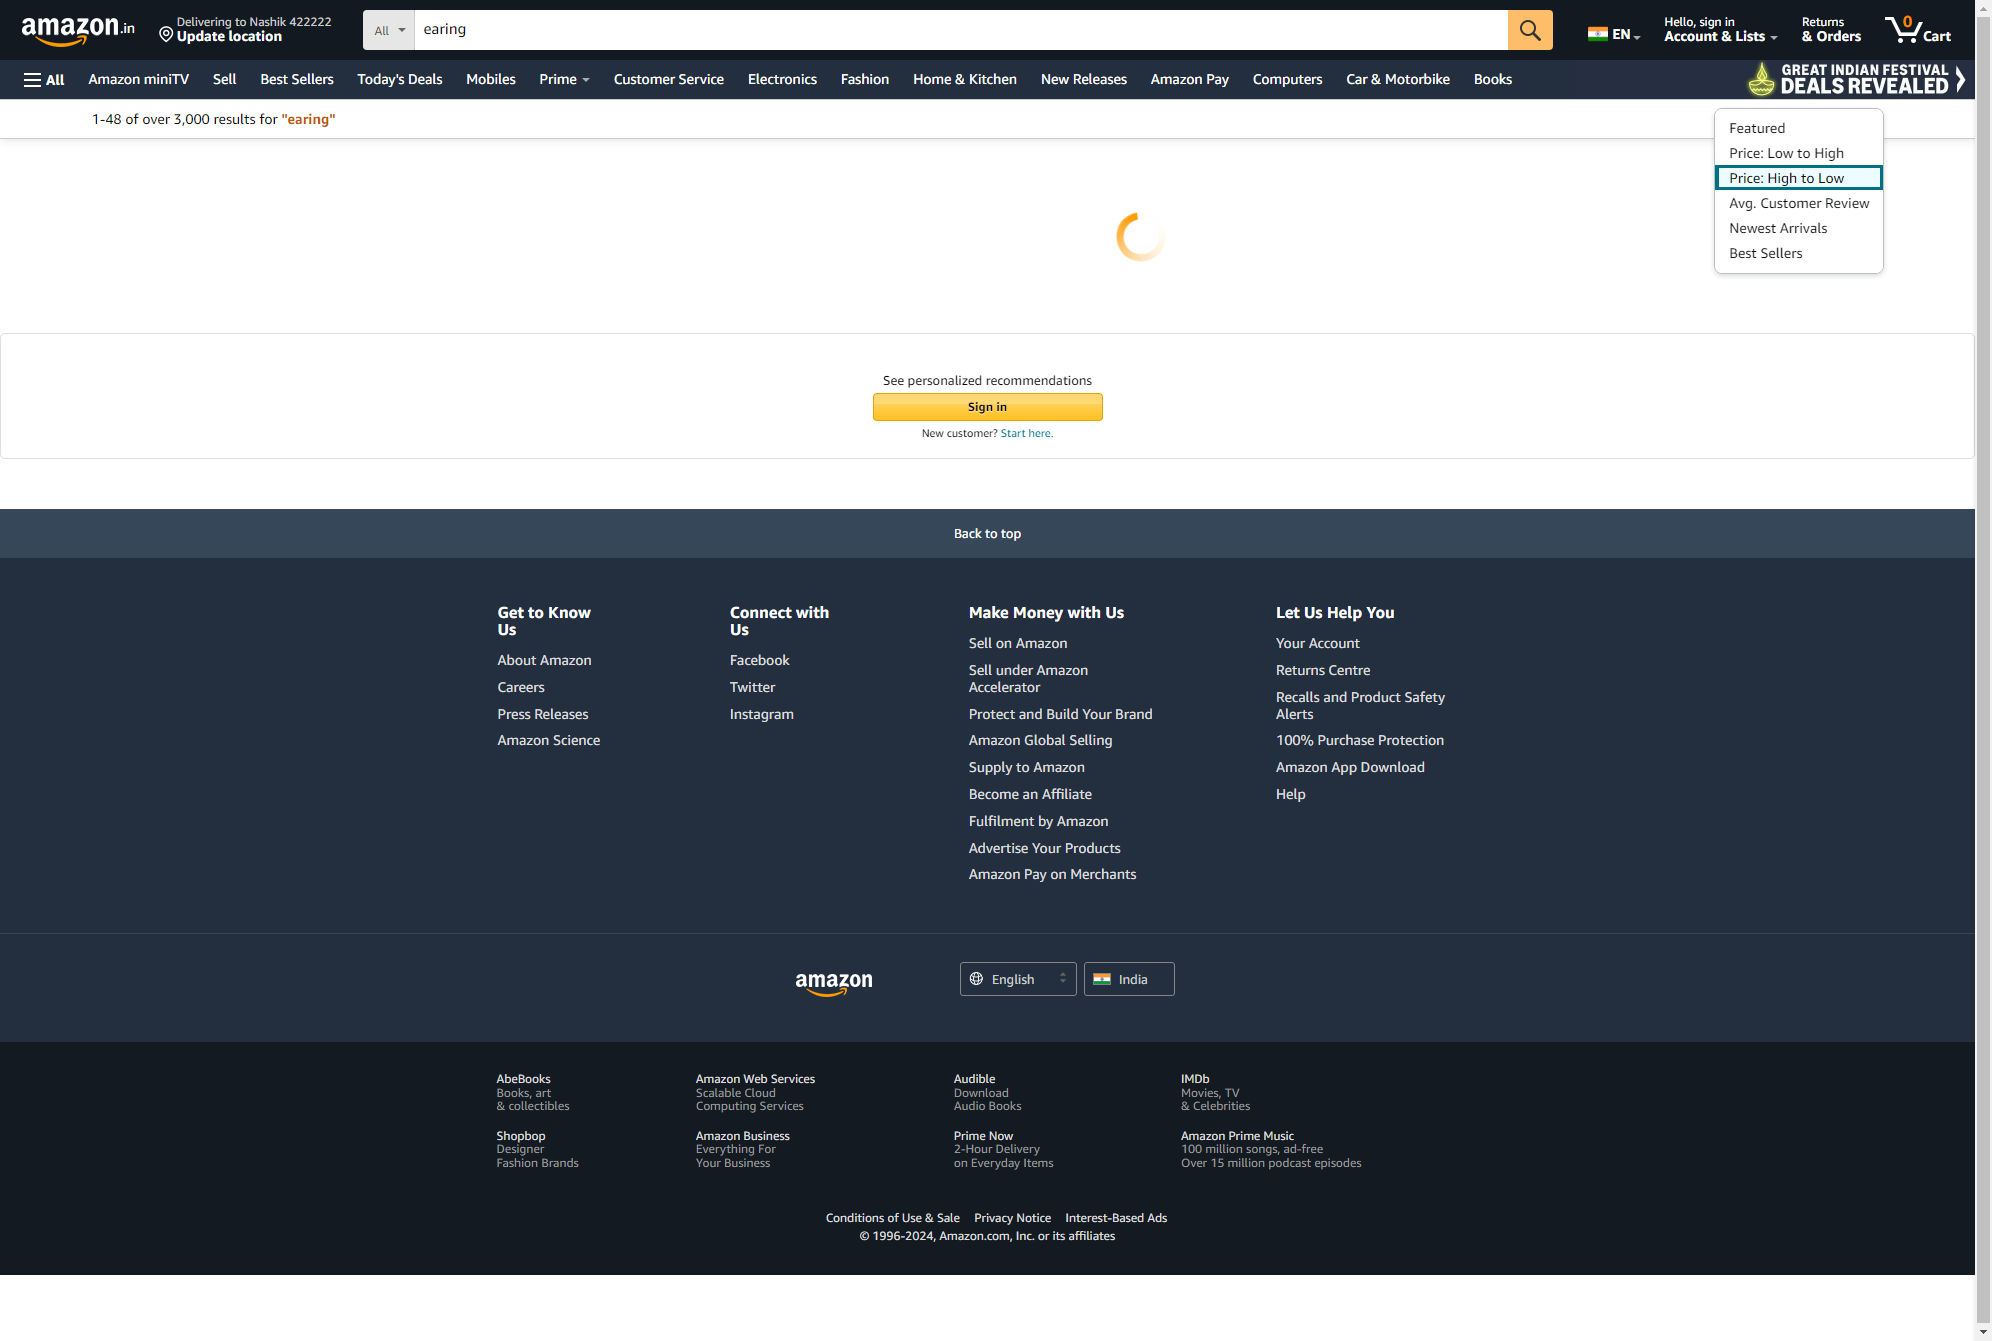 amazon.in
Delivering to Nashik 422222
Update location
All
earing
EN
Hello, sign in
Account & Lists
Returns
& Orders
0
Cart
All
Amazon miniTV
Sell
Best Sellers
Today's Deals
Mobiles
Prime
Customer Service
Electronics
Fashion
Home & Kitchen
New Releases
Amazon Pay
Computers
Car & Motorbike
Books
GREAT INDIAN FESTIVAL
DEALS REVEALED
1-48 of over 3,000 results for "earing"
Featured
Price: Low to High
Price: High to Low
Avg. Customer Review
Newest Arrivals
Best Sellers
See personalized recommendations
Sign in
New customer? Start here.
Back to top
Get to Know
Us
About Amazon
Careers
Press Releases
Amazon Science
Connect with
Us
Facebook
Twitter
Instagram
Make Money with Us
Sell on Amazon
Sell under Amazon
Accelerator
Protect and Build Your Brand
Amazon Global Selling
Supply to Amazon
Become an Affiliate
Fulfilment by Amazon
Advertise Your Products
Amazon Pay on Merchants
Let Us Help You
Your Account
Returns Centre
Recalls and Product Safety
Alerts
100% Purchase Protection
Amazon App Download
Help
amazon
English
India
AbeBooks
Books, art
& collectibles
Amazon Web Services
Scalable Cloud
Computing Services
Audible
Download
Audio Books
IMDb
Movies, TV
& Celebrities
Shopbop
Designer
Fashion Brands
Amazon Business
Everything For
Your Business
Prime Now
2-Hour Delivery
on Everyday Items
Amazon Prime Music
100 million songs, ad-free
Over 15 million podcast episodes
Conditions of Use & Sale
Privacy Notice
Interest-Based Ads
© 1996-2024, Amazon.com, Inc. or its affiliates